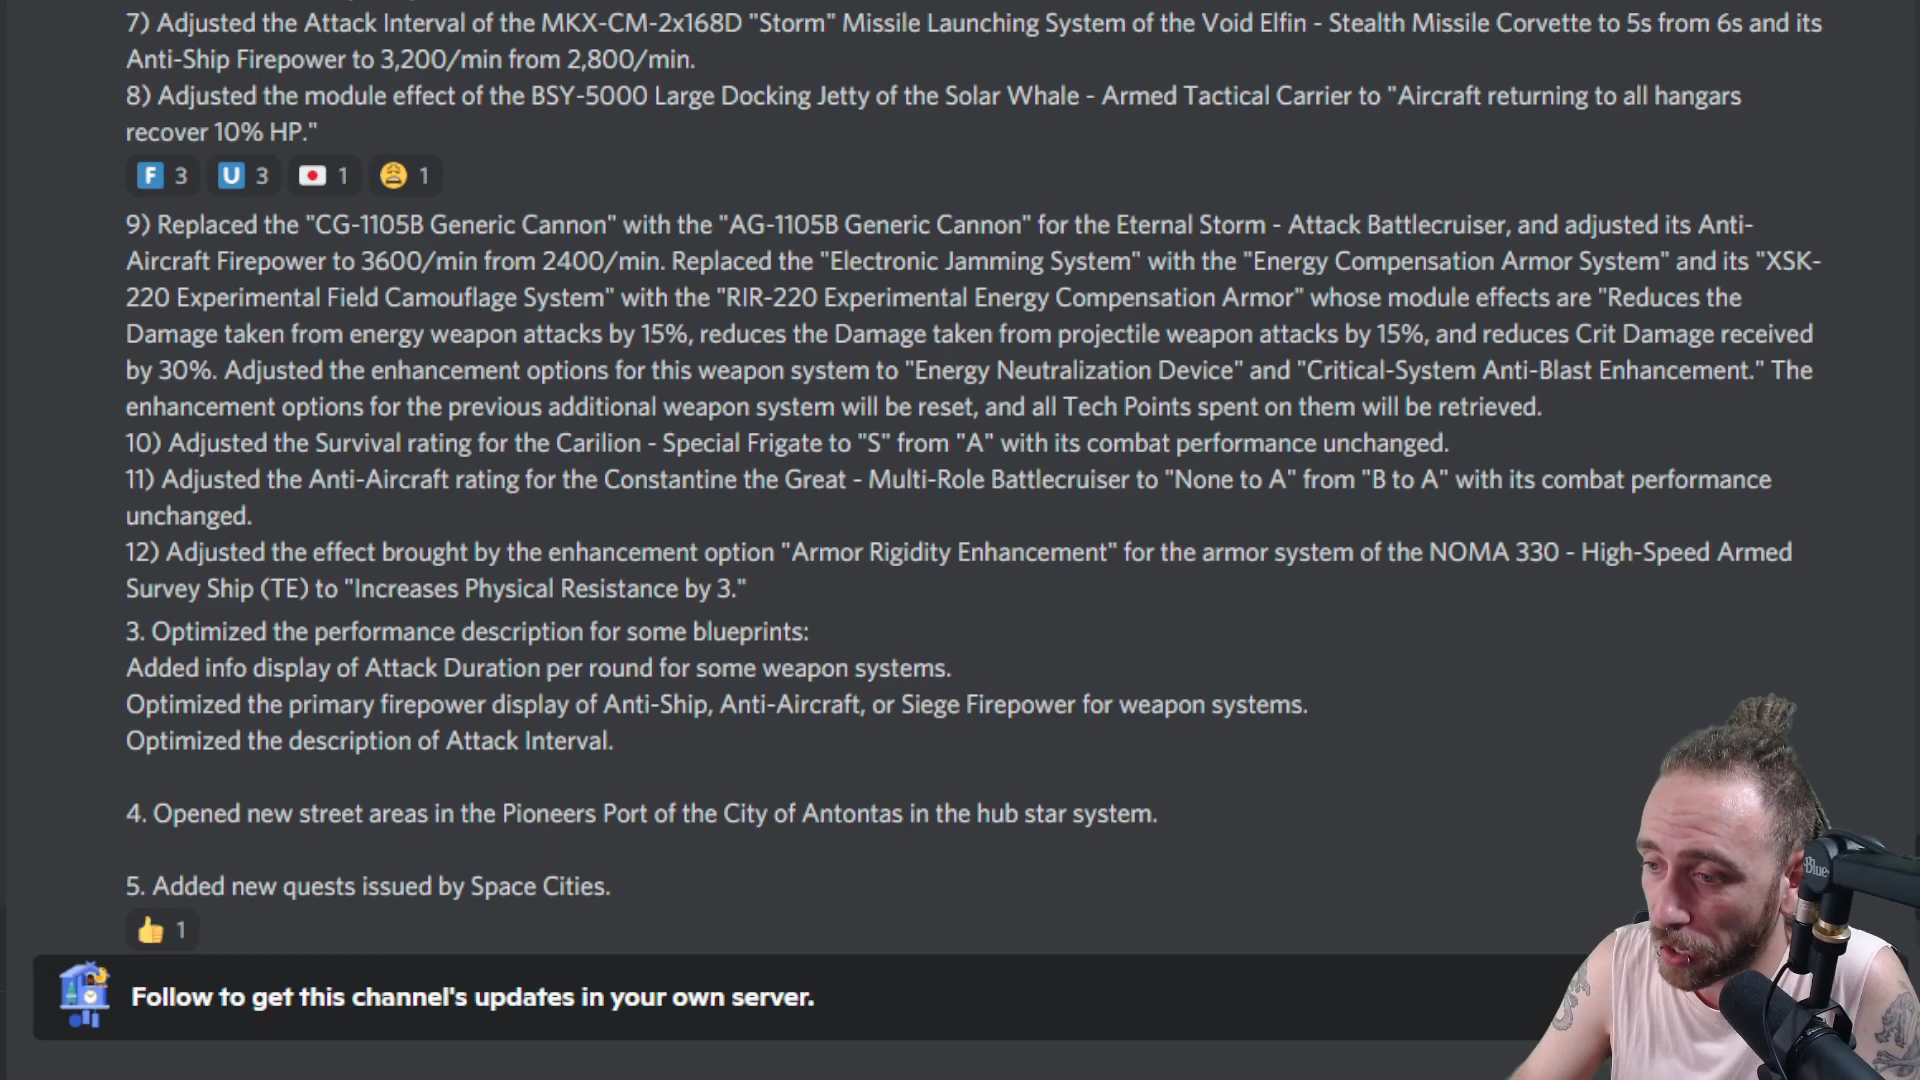 7) Adjusted the Attack Interval of the MKX-CM-2x168D "Storm" Missile Launching System of the Void Elfin - Stealth Missile Corvette to 5s from 6s and its
Anti-Ship Firepower to 3,200/min from 2,800/min.
8) Adjusted the module effect of the BSY-5000 Large Docking Jetty of the Solar Whale - Armed Tactical Carrier to "Aircraft returning to all hangars
recover 10% HP."
F 3 U 3 1 1
9) Replaced the "CG-1105B Generic Cannon" with the "AG-1105B Generic Cannon" for the Eternal Storm - Attack Battlecruiser, and adjusted its Anti-
Aircraft Firepower to 3600/min from 2400/min. Replaced the "Electronic Jamming System" with the "Energy Compensation Armor System" and its "XSK-
220 Experimental Field Camouflage System" with the "RIR-220 Experimental Energy Compensation Armor" whose module effects are "Reduces the
Damage taken from energy weapon attacks by 15%, reduces the Damage taken from projectile weapon attacks by 15%, and reduces Crit Damage received
by 30%. Adjusted the enhancement options for this weapon system to "Energy Neutralization Device" and "Critical-System Anti-Blast Enhancement." The
enhancement options for the previous additional weapon system will be reset, and all Tech Points spent on them will be retrieved.
10) Adjusted the Survival rating for the Carilion - Special Frigate to "S" from "A" with its combat performance unchanged.
11) Adjusted the Anti-Aircraft rating for the Constantine the Great - Multi-Role Battlecruiser to "None to A" from "B to A" with its combat performance
unchanged.
12) Adjusted the effect brought by the enhancement option "Armor Rigidity Enhancement" for the armor system of the NOMA 330 - High-Speed Armed
Survey Ship (TE) to "Increases Physical Resistance by 3."
3. Optimized the performance description for some blueprints:
Added info display of Attack Duration per round for some weapon systems.
Optimized the primary firepower display of Anti-Ship, Anti-Aircraft, or Siege Firepower for weapon systems.
Optimized the description of Attack Interval.
4. Opened new street areas in the Pioneers Port of the City of Antontas in the hub star system.
5. Added new quests issued by Space Cities.
1
Follow to get this channel's updates in your own server.
Blue